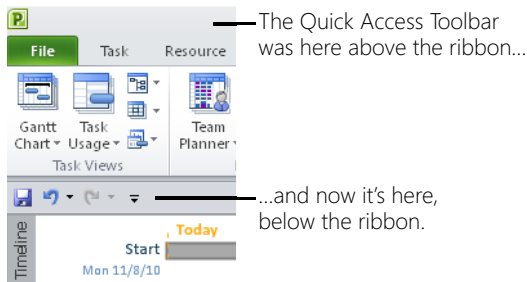 P
The Quick Access Toolbar
was here above the ribbon...
File Task Resource
Gantt Chart Task Usage Team Planner
Task Views
...and now it's here,
below the ribbon.
Timeline
Today
Start
Mon 11/8/10